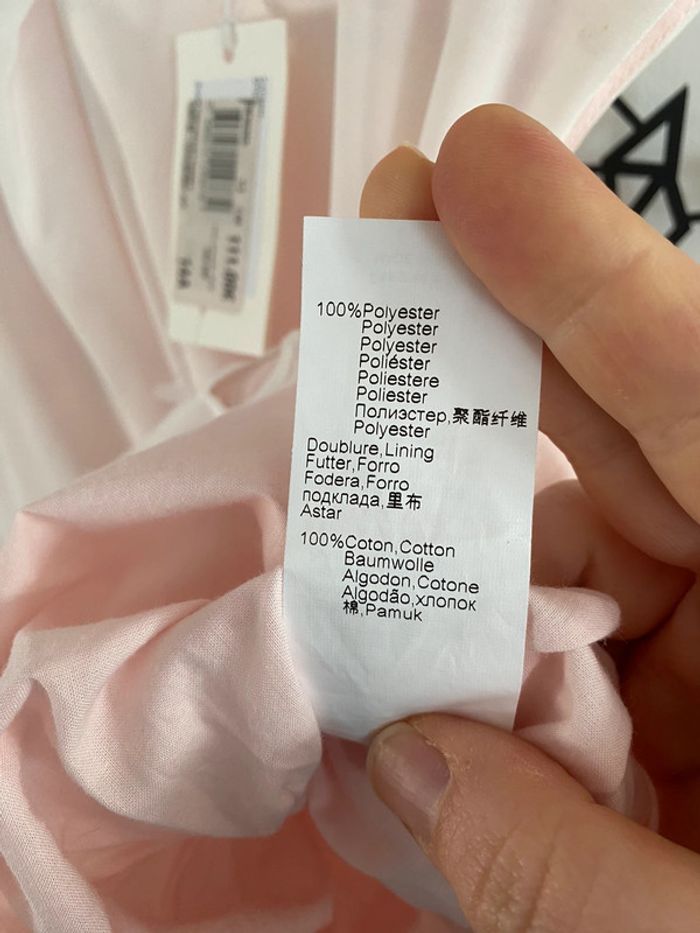 100%Polyester
Polyester
Polyester
Poliéster
Poliestere
Poliester
Полиэстер,聚酯纤维
Polyester
Doublure,Lining
Futter,Forro
Fodera,Forro
подклада,里布
Astar
100%Coton,Cotton
Baumwolle
Algodon,Cotone
Algodão,хлопок
棉,Pamuk